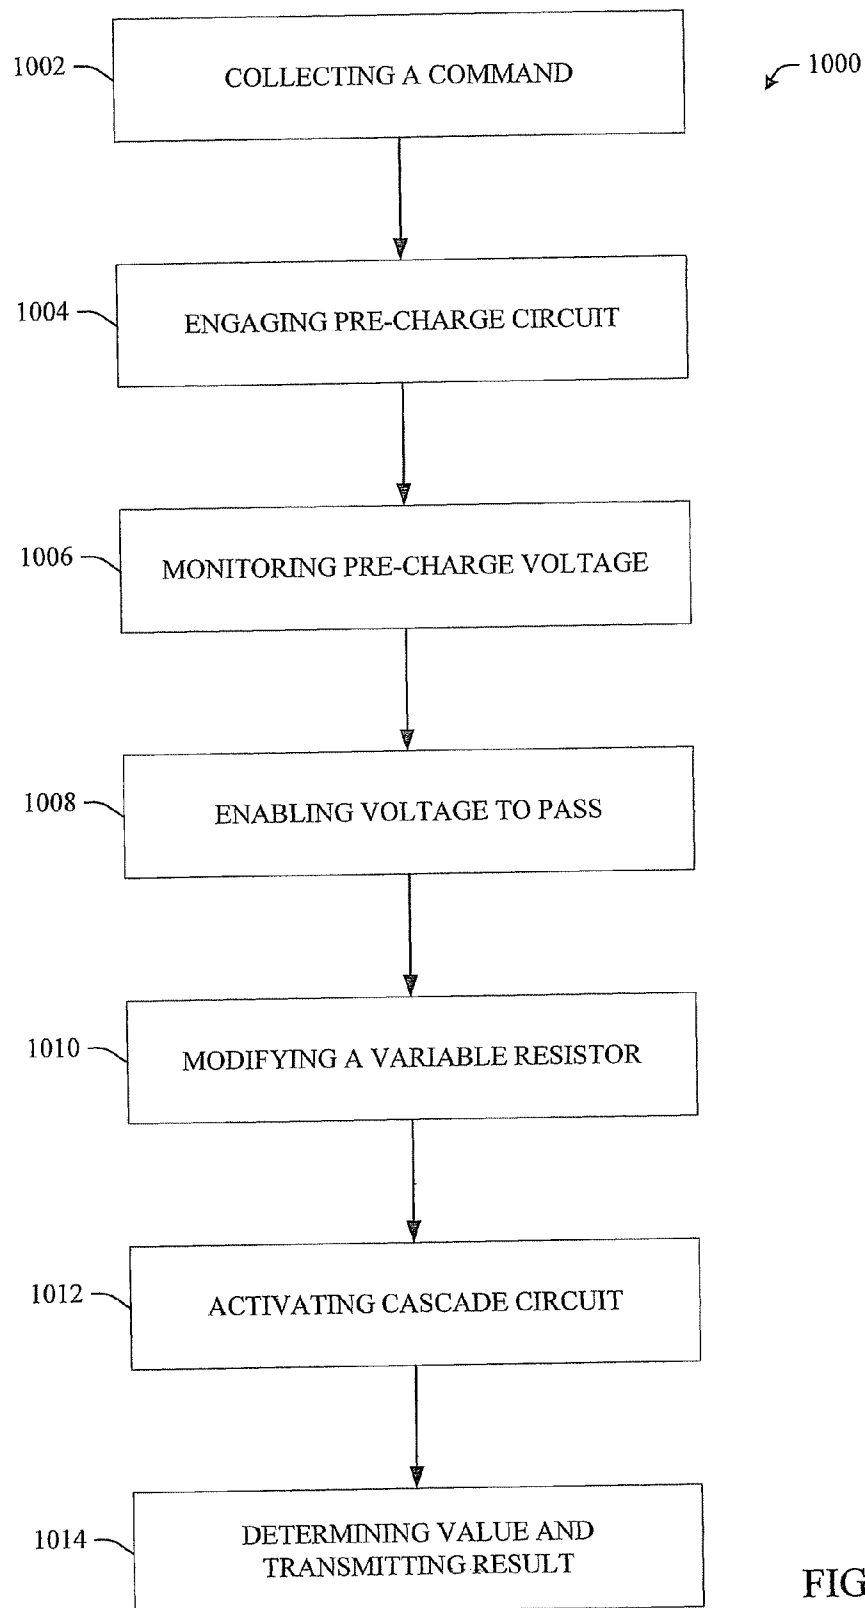 1002
COLLECTING A COMMAND
1000
1004
ENGAGING PRE-CHARGE CIRCUIT
1006
MONITORING PRE-CHARGE VOLTAGE
1008
ENABLING VOLTAGE TO PASS
1010
MODIFYING A VARIABLE RESISTOR
1012
ACTIVATING CASCADE CIRCUIT
1014
DETERMINING VALUE AND
TRANSMITTING RESULT
FIG